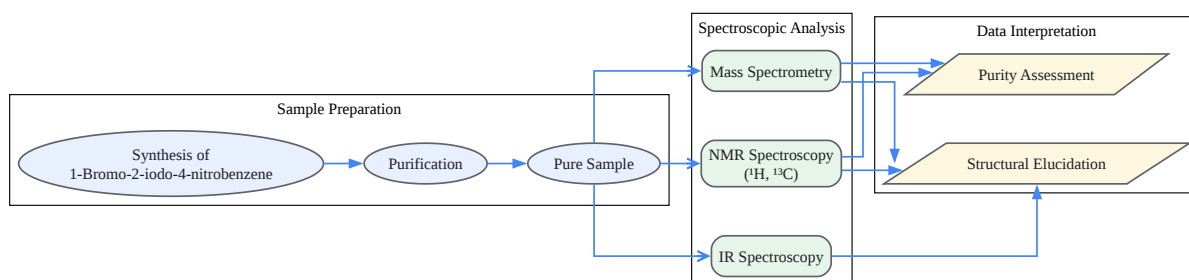 Sample Preparation
Synthesis of
1-Bromo-2-iodo-4-nitrobenzene
Purification
Pure Sample
Spectroscopic Analysis
Mass Spectrometry
NMR Spectroscopy
(¹H, ¹³C)
IR Spectroscopy
Data Interpretation
Purity Assessment
Structural Elucidation